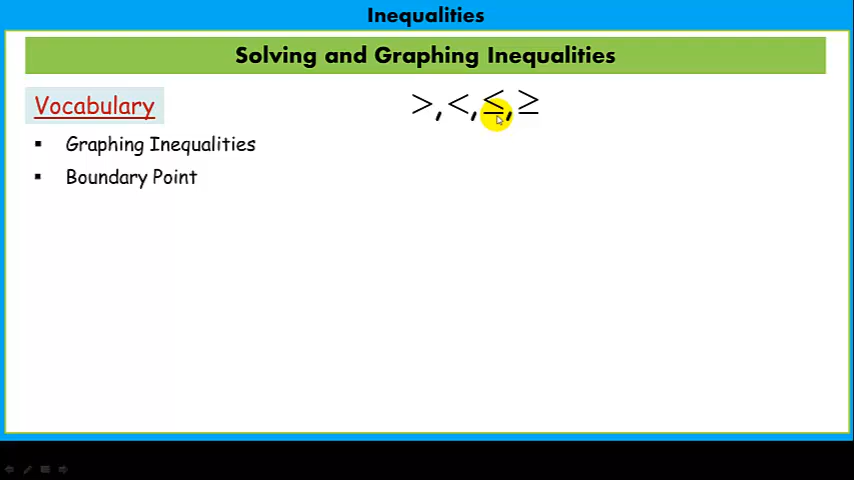 Inequalities
Solving and Graphing Inequalities
Vocabulary
>,<,≤,≥
▪ Graphing Inequalities
▪ Boundary Point